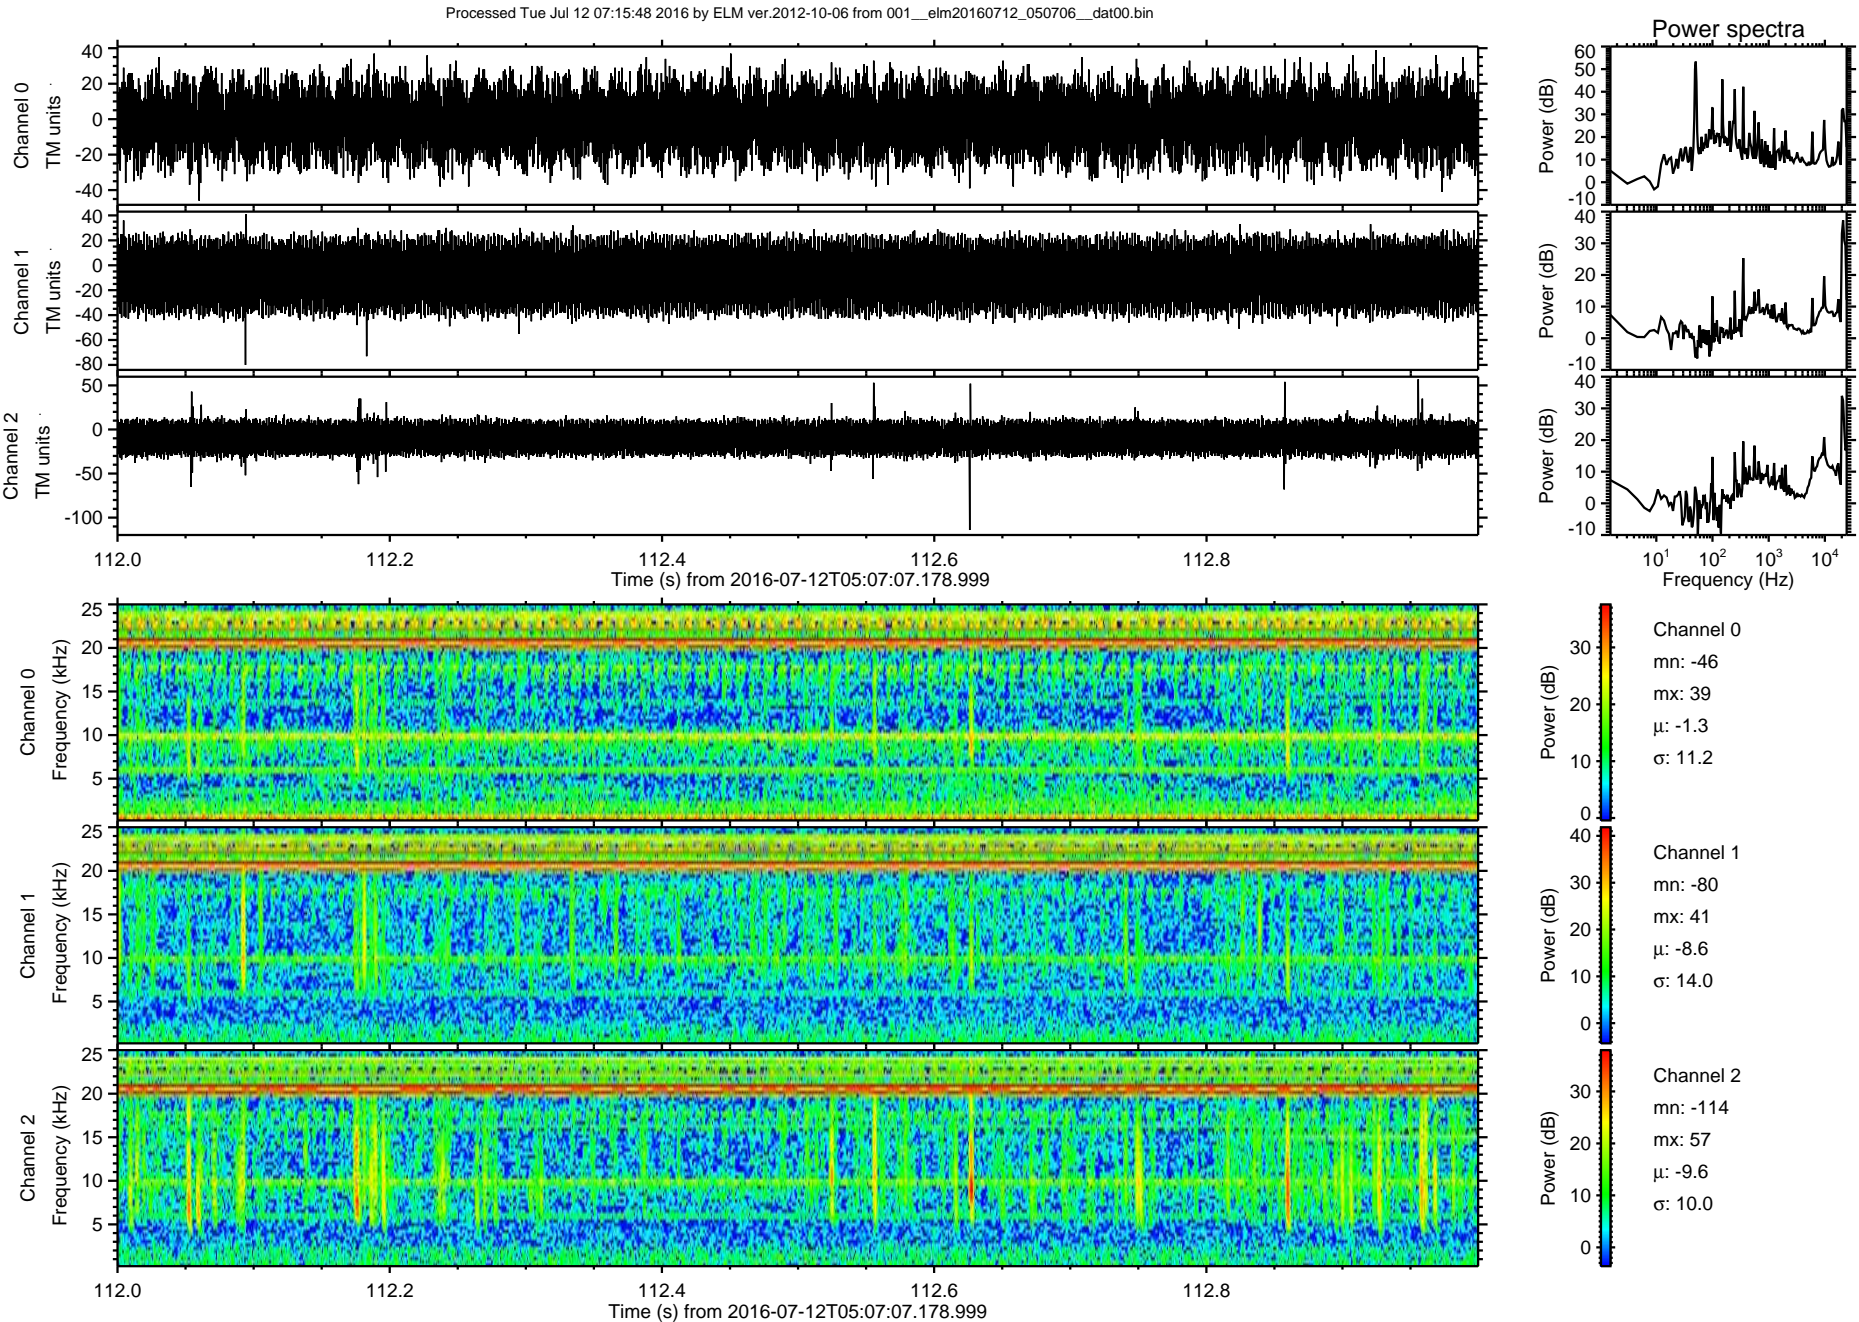 Processed Tue Jul 12 07:15:48 2016 by ELM ver.2012-10-06 from 001__elm20160712_050706__dat00.bin
Power spectra
Channel 0
TM units
40
20
0
-20
-40
Power (dB)
60
50
40
30
20
10
0
-10
Channel 1
TM units
40
20
0
-20
-40
-60
-80
Power (dB)
40
30
20
10
0
-10
Channel 2
TM units
50
0
-50
-100
Power (dB)
40
30
20
10
0
-10
112.0 112.2 112.4 112.6 112.8
Time (s) from 2016-07-12T05:07:07.178.999
10¹ 10² 10³ 10⁴
Frequency (Hz)
Channel 0
Frequency (kHz)
25
20
15
10
5
Power (dB)
30
20
10
0
Channel 0
mn: -46
mx: 39
µ: -1.3
σ: 11.2
Channel 1
Frequency (kHz)
25
20
15
10
5
Power (dB)
40
30
20
10
0
Channel 1
mn: -80
mx: 41
µ: -8.6
σ: 14.0
Channel 2
Frequency (kHz)
25
20
15
10
5
Power (dB)
30
20
10
0
Channel 2
mn: -114
mx: 57
µ: -9.6
σ: 10.0
112.0 112.2 112.4 112.6 112.8
Time (s) from 2016-07-12T05:07:07.178.999